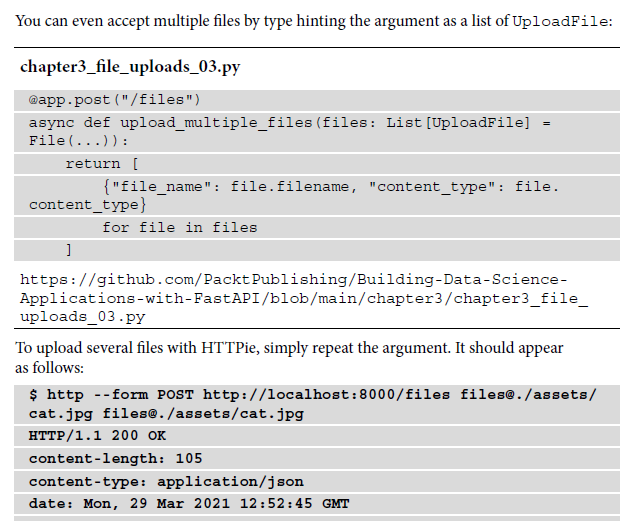 You can even accept multiple files by type hinting the argument as a list of UploadFile:
chapter3_file_uploads_03.py
@app.post("/files")
async def upload_multiple_files(files: List[UploadFile] =
File(...)):
    return [
        {"file_name": file.filename, "content_type": file.
content_type}
        for file in files
    ]
https://github.com/PacktPublishing/Building-Data-Science-
Applications-with-FastAPI/blob/main/chapter3/chapter3_file_
uploads_03.py
To upload several files with HTTPie, simply repeat the argument. It should appear
as follows:
$ http --form POST http://localhost:8000/files files@./assets/
cat.jpg files@./assets/cat.jpg
HTTP/1.1 200 OK
content-length: 105
content-type: application/json
date: Mon, 29 Mar 2021 12:52:45 GMT